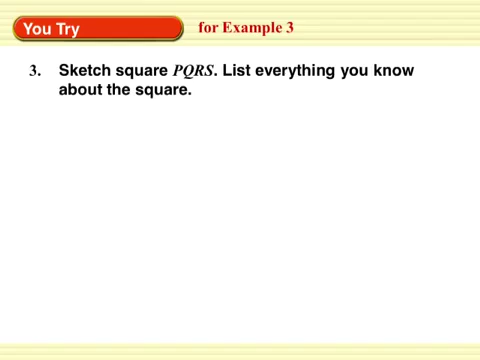 You Try
for Example 3
3. Sketch square PQRS. List everything you know
about the square.